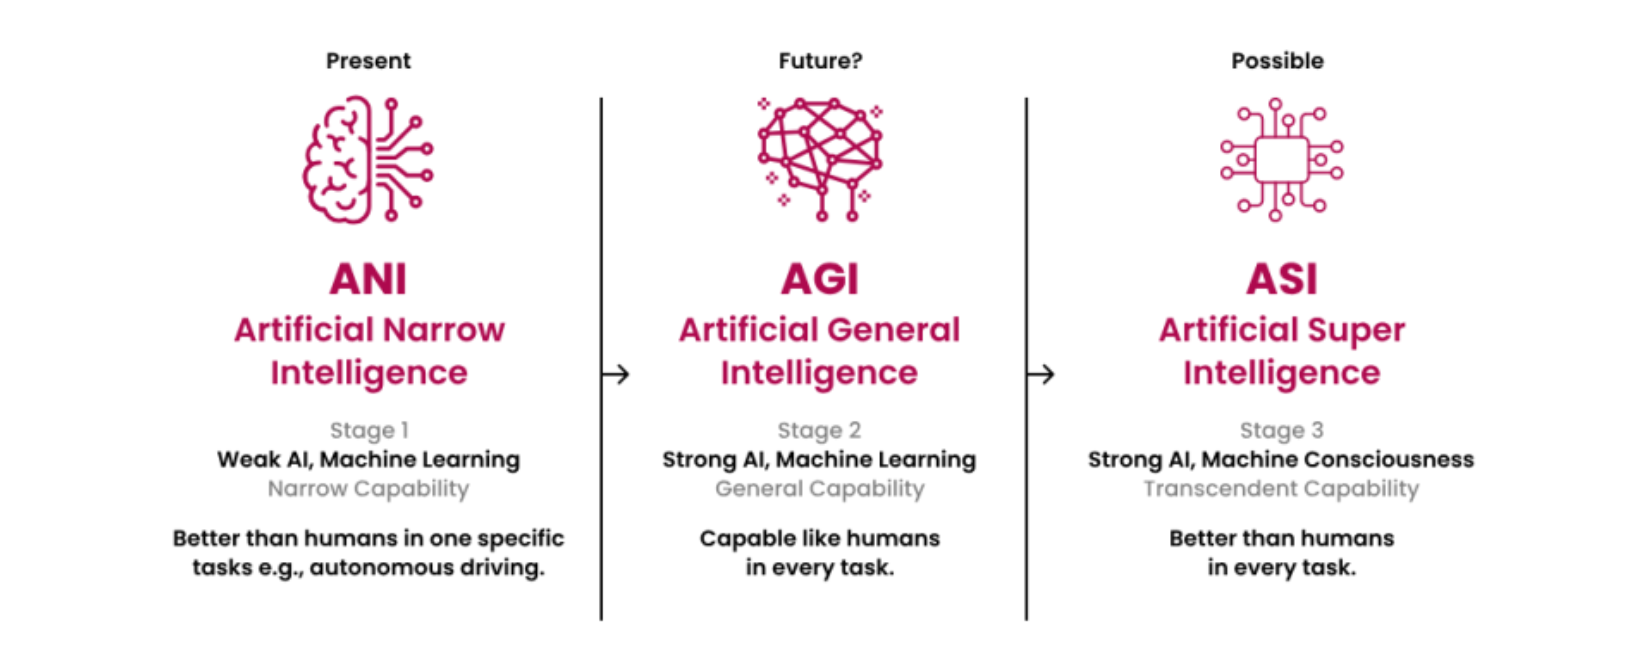 Present
ANI
Artificial Narrow
Intelligence
Stage 1
Weak AI, Machine Learning
Narrow Capability
Better than humans in one specific
tasks e.g., autonomous driving.
Future?
AGI
Artificial General
Intelligence
Stage 2
Strong AI, Machine Learning
General Capability
Capable like humans
in every task.
Possible
ASI
Artificial Super
Intelligence
Stage 3
Strong AI, Machine Consciousness
Transcendent Capability
Better than humans
in every task.